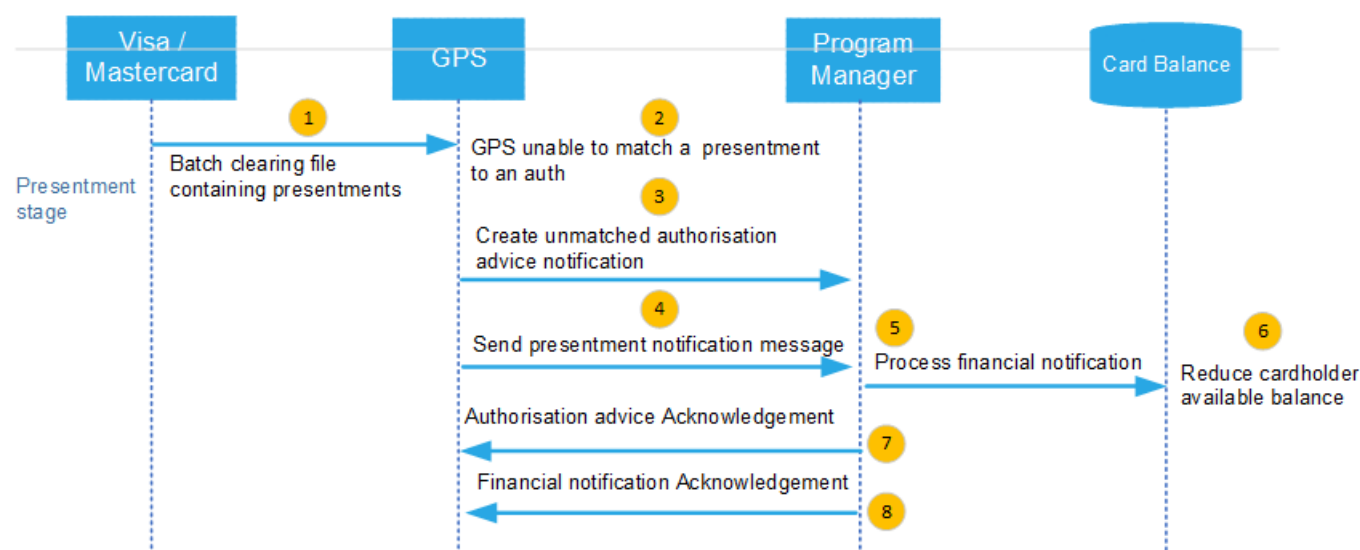 Visa /
Mastercard
GPS
Program
Manager
Card Balance
1
2
Batch clearing file
containing presentments
GPS unable to match a presentment
to an auth
Presentment
stage
3
Create unmatched authorisation
advice notification
4
Send presentment notification message
5
Process financial notification
6
Reduce cardholder
available balance
Authorisation advice Acknowledgement
7
Financial notification Acknowledgement
8